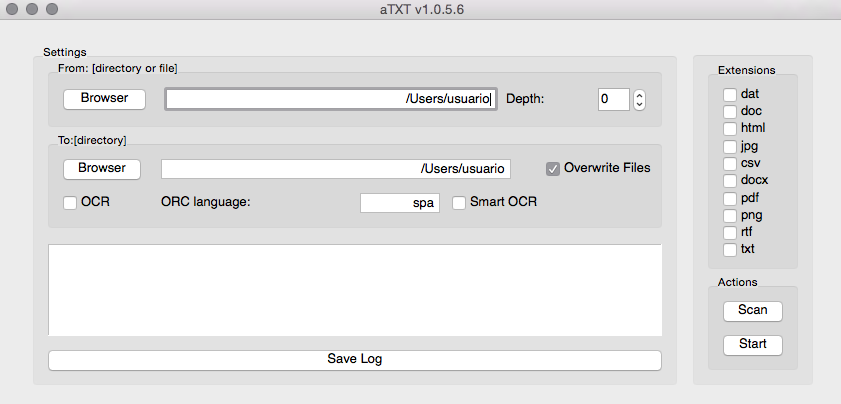 aTXT v1.0.5.6
Settings
From: [directory or file]
Browser /Users/usuario Depth: 0
To:[directory]
Browser /Users/usuario Overwrite Files
OCR ORC language: spa Smart OCR
Save Log
Extensions
dat
doc
html
jpg
csv
docx
pdf
png
rtf
txt
Actions
Scan
Start